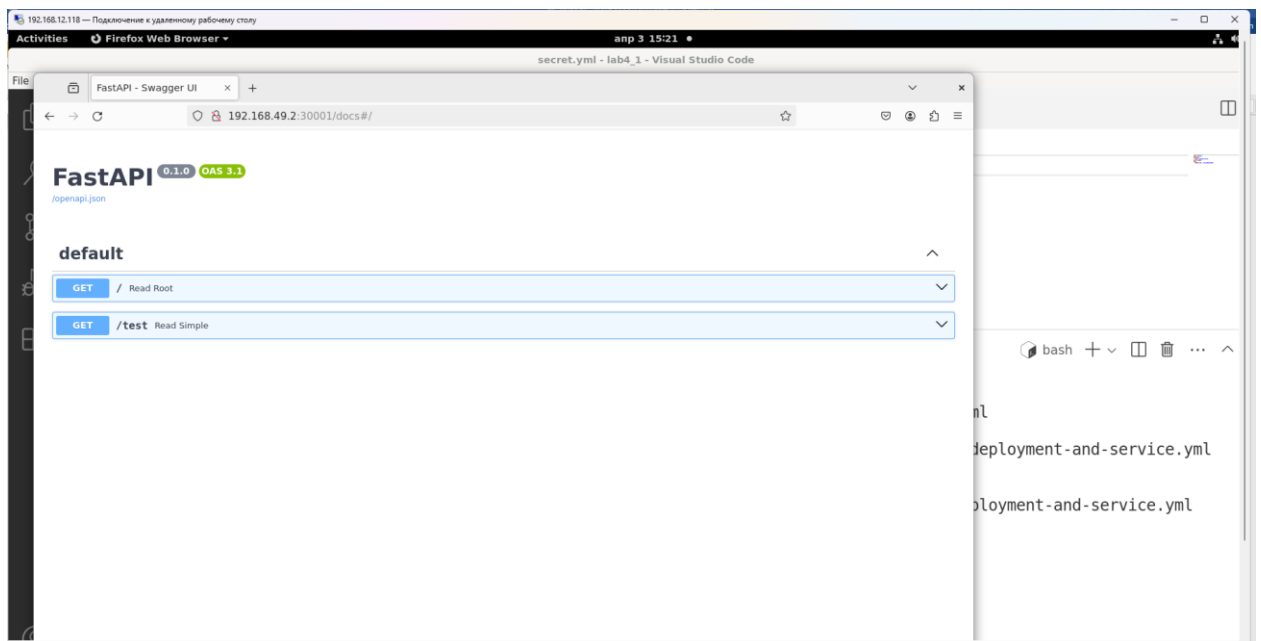 192.168.12.118 — Подключение к удаленному рабочему столу
Activities Firefox Web Browser
апр 3 15:21
secret.yml - lab4_1 - Visual Studio Code
File
FastAPI - Swagger UI
192.168.49.2:30001/docs#/
FastAPI 0.1.0 OAS 3.1
/openapi.json
default
GET / Read Root
GET /test Read Simple
bash
ml
deployment-and-service.yml
ployment-and-service.yml